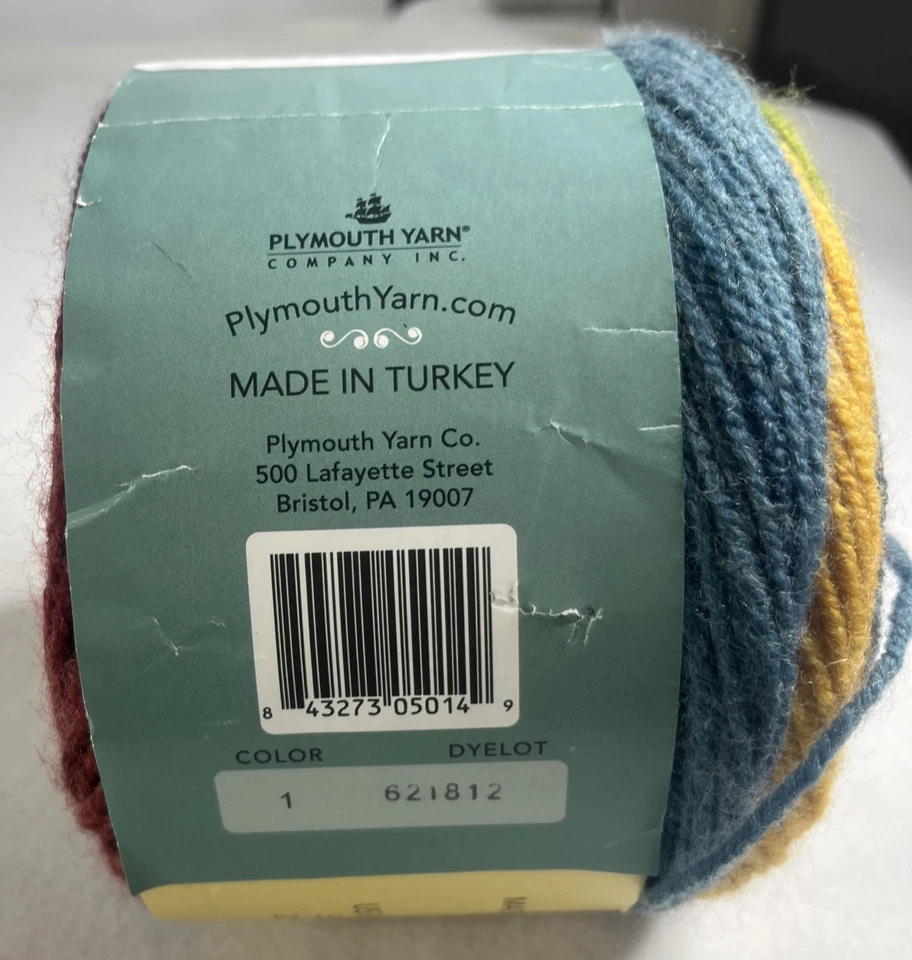 PLYMOUTH YARN®
COMPANY INC.
PlymouthYarn.com
MADE IN TURKEY
Plymouth Yarn Co.
500 Lafayette Street
Bristol, PA 19007
8 43273 05014 9
COLOR DYELOT
1 621812